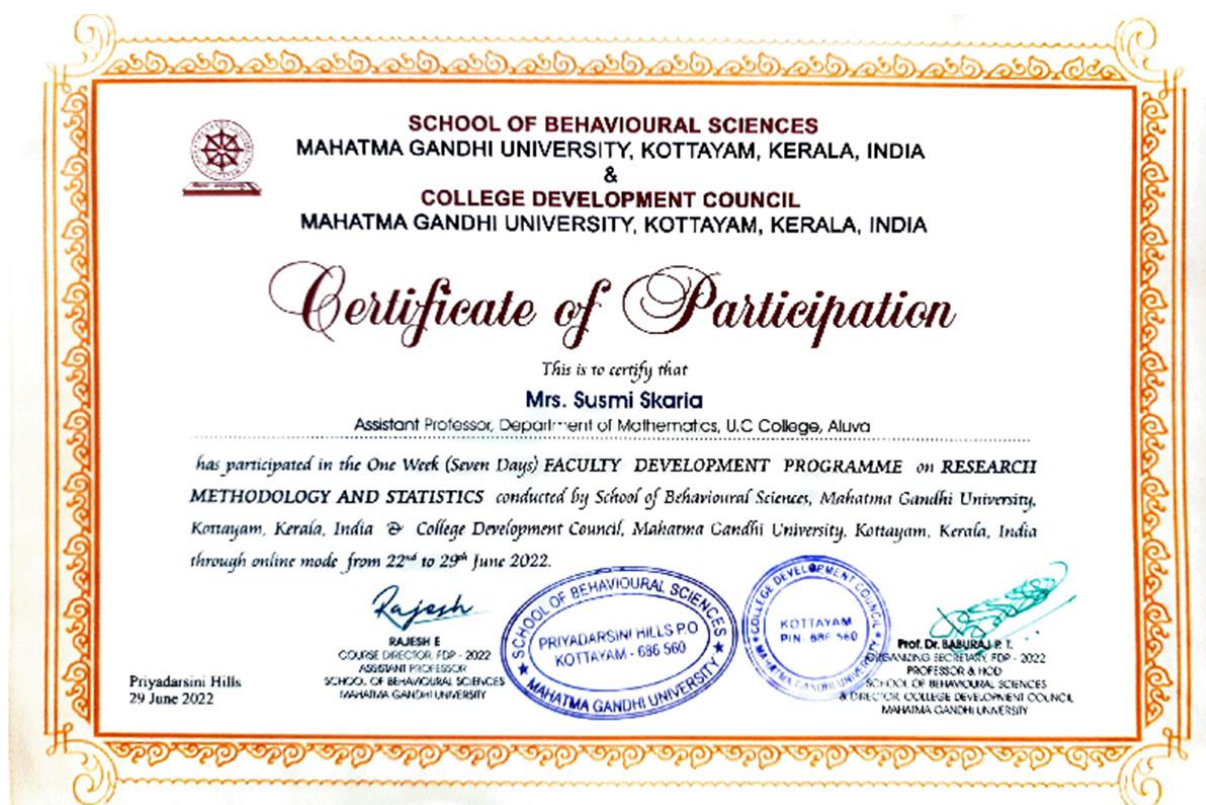 SCHOOL OF BEHAVIOURAL SCIENCES
MAHATMA GANDHI UNIVERSITY, KOTTAYAM, KERALA, INDIA
&
COLLEGE DEVELOPMENT COUNCIL
MAHATMA GANDHI UNIVERSITY, KOTTAYAM, KERALA, INDIA
Certificate of Participation
This is to certify that
Mrs. Susmi Skaria
Assistant Professor, Department of Mathematics, U.C College, Aluva
has participated in the One Week (Seven Days) FACULTY DEVELOPMENT PROGRAMME on RESEARCH
METHODOLOGY AND STATISTICS conducted by School of Behavioural Sciences, Mahatma Gandhi University,
Kottayam, Kerala, India & College Development Council, Mahatma Gandhi University, Kottayam, Kerala, India
through online mode from 22nd to 29th June 2022.
Rajesh
RAJESH E
COURSE DIRECTOR, FDP - 2022
ASSISTANT PROFESSOR
SCHOOL OF BEHAVIOURAL SCIENCES
MAHATMA GANDHI UNIVERSITY
SCHOOL OF BEHAVIOURAL SCIENCES
PRIYADARSINI HILLS P.O
KOTTAYAM - 686 560
MAHATMA GANDHI UNIVERSITY
COLLEGE DEVELOPMENT COUNCIL
KOTTAYAM
PIN - 686 560
MAHATMA GANDHI UNIVERSITY
Prof. Dr. BABURAJ P. T.
ORGANIZING SECRETARY, FDP - 2022
PROFESSOR & HOD
SCHOOL OF BEHAVIOURAL SCIENCES
& DIRECTOR, COLLEGE DEVELOPMENT COUNCIL
MAHATMA GANDHI UNIVERSITY
Priyadarsini Hills
29 June 2022